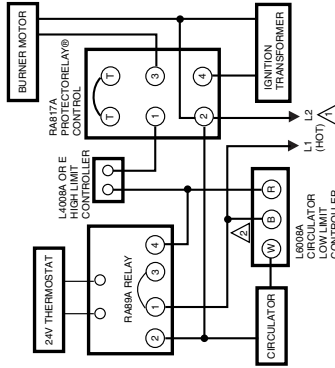 BURNER MOTOR
RA817A
PROTECTORELAY®
CONTROL
T
T
1
3
2
4
IGNITION
TRANSFORMER
L4008A OR E
HIGH LIMIT
CONTROLLER
24V THERMOSTAT
RA89A RELAY
2
1
3
4
L1
(HOT)
L2
1
2
W
B
R
CIRCULATOR
L6008A
CIRCULATOR
LOW LIMIT
CONTROLLER